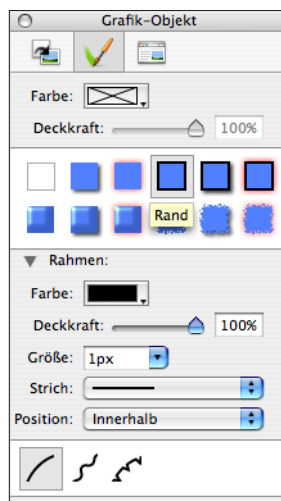 Grafik-Objekt
Farbe:
Deckkraft: 100%
Rand
Rahmen:
Farbe:
Deckkraft: 100%
Größe: 1px
Strich:
Position: Innerhalb